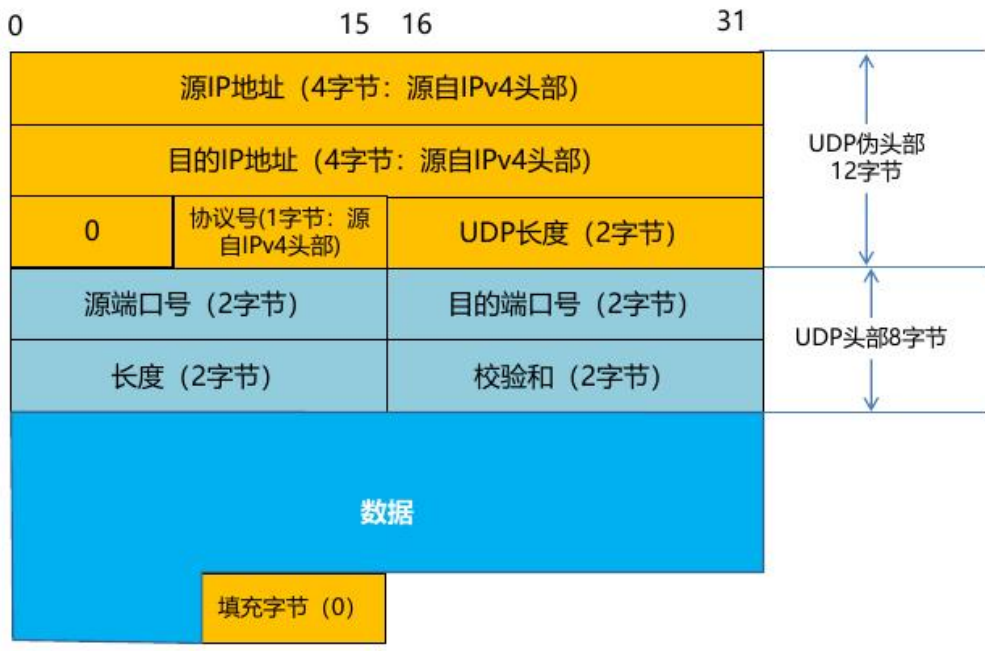 0 15 16 31
源IP地址（4字节：源自IPv4头部）
目的IP地址（4字节：源自IPv4头部）
UDP伪头部
12字节
0
协议号(1字节：源
自IPv4头部)
UDP长度（2字节）
源端口号（2字节）
目的端口号（2字节）
UDP头部8字节
长度（2字节）
校验和（2字节）
数据
填充字节（0）